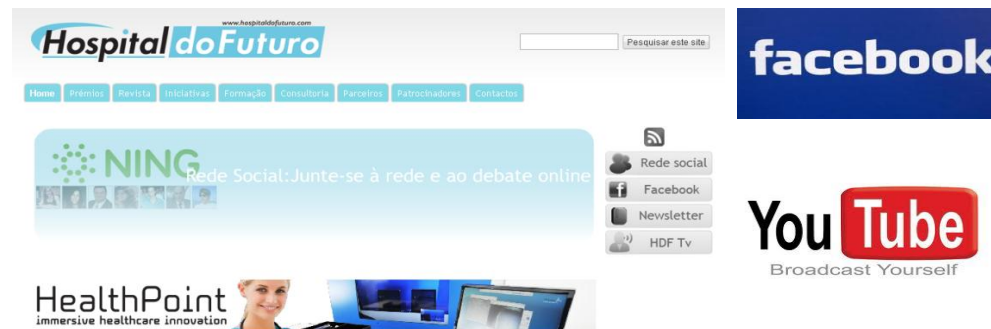 www.hospitaldofuturo.com
Hospital do Futuro
Pesquisar este site
Home Prémios Revista Iniciativas Formação Consultoria Parceiros Patrocinadores Contactos
NING
Rede Social:Junte-se à rede e ao debate online
Rede social
Facebook
Newsletter
HDF Tv
HealthPoint
immersive healthcare innovation
facebook
You Tube
Broadcast Yourself